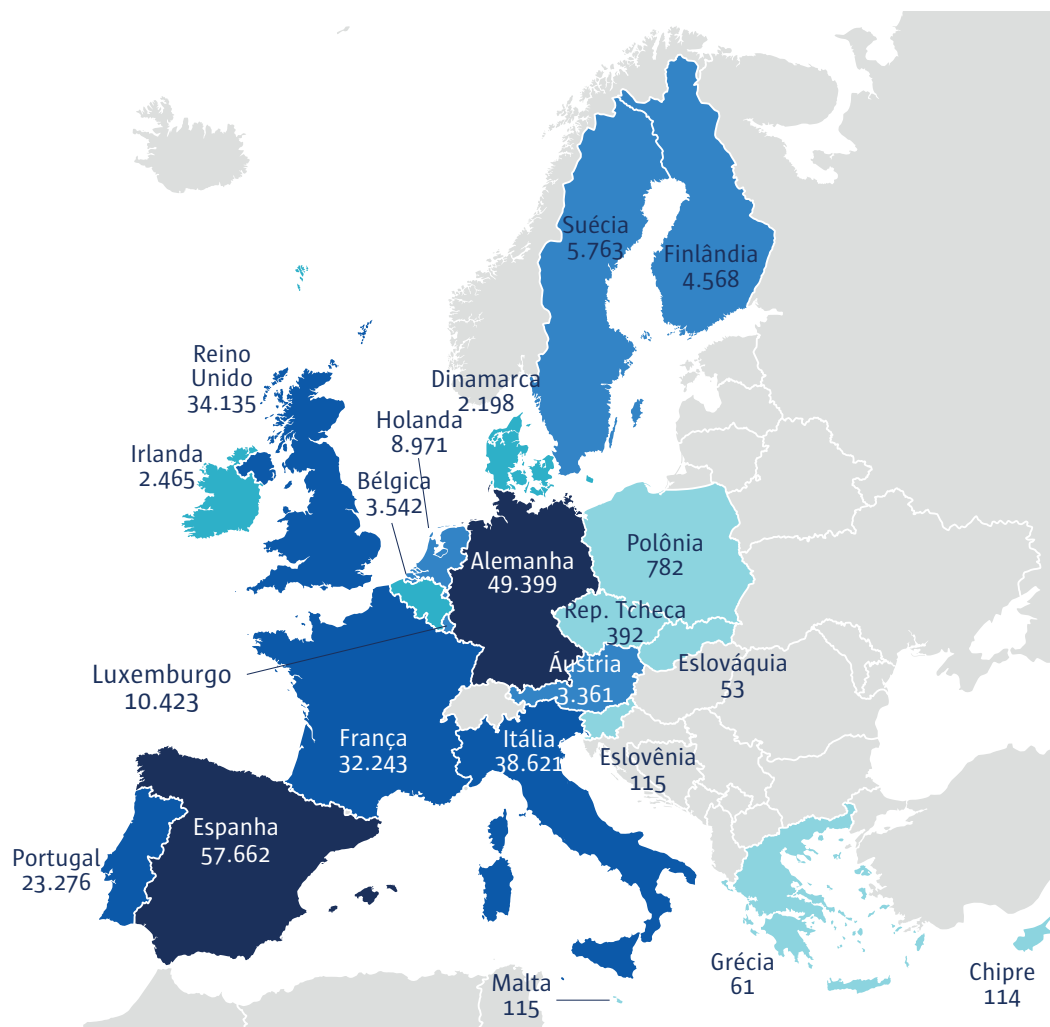 Suécia
5.763
Finlândia
4.568
Reino
Unido
34.135
Dinamarca
2.198
Holanda
8.971
Irlanda
2.465
Bélgica
3.542
Alemanha
49.399
Polônia
782
Rep. Tcheca
392
Luxemburgo
10.423
Áustria
3.361
Eslováquia
53
França
32.243
Itália
38.621
Eslovênia
115
Espanha
57.662
Portugal
23.276
Grécia
61
Chipre
114
Malta
115